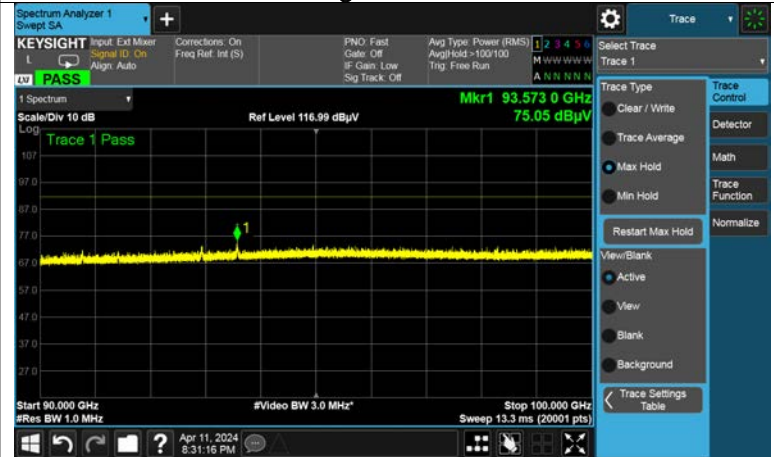 Spectrum Analyzer 1
Swept SA
+
Trace
KEYSIGHT
L
LXI
PASS
Input: Ext Mixer
Signal ID: On
Align: Auto
Corrections: On
Freq Ref: Int (S)
PNO: Fast
Gate: Off
IF Gain: Low
Sig Track: Off
Avg Type: Power (RMS)
Avg|Hold:>100/100
Trig: Free Run
1 2 3 4 5 6
M W W W W W
A N N N N N
Select Trace
Trace 1
1 Spectrum
Scale/Div 10 dB
Ref Level 116.99 dBµV
Mkr1 93.573 0 GHz
75.05 dBµV
Log
Trace 1 Pass
107
97.0
87.0
77.0
67.0
57.0
47.0
37.0
27.0
1
Start 90.000 GHz
#Res BW 1.0 MHz
#Video BW 3.0 MHz*
Stop 100.000 GHz
Sweep 13.3 ms (20001 pts)
Trace Type
Clear / Write
Trace Average
Max Hold
Min Hold
Restart Max Hold
View/Blank
Active
View
Blank
Background
Trace Settings
Table
Trace
Control
Detector
Math
Trace
Function
Normalize
?
Apr 11, 2024
8:31:16 PM